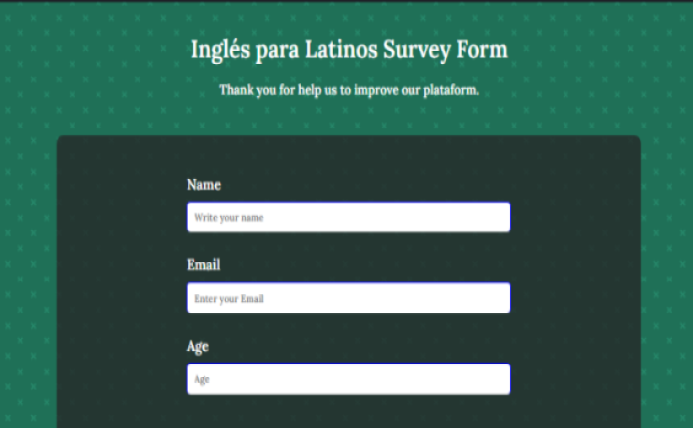 Inglés para Latinos Survey Form
Thank you for help us to improve our plataform.
Name
Write your name
Email
Enter your Email
Age
Age